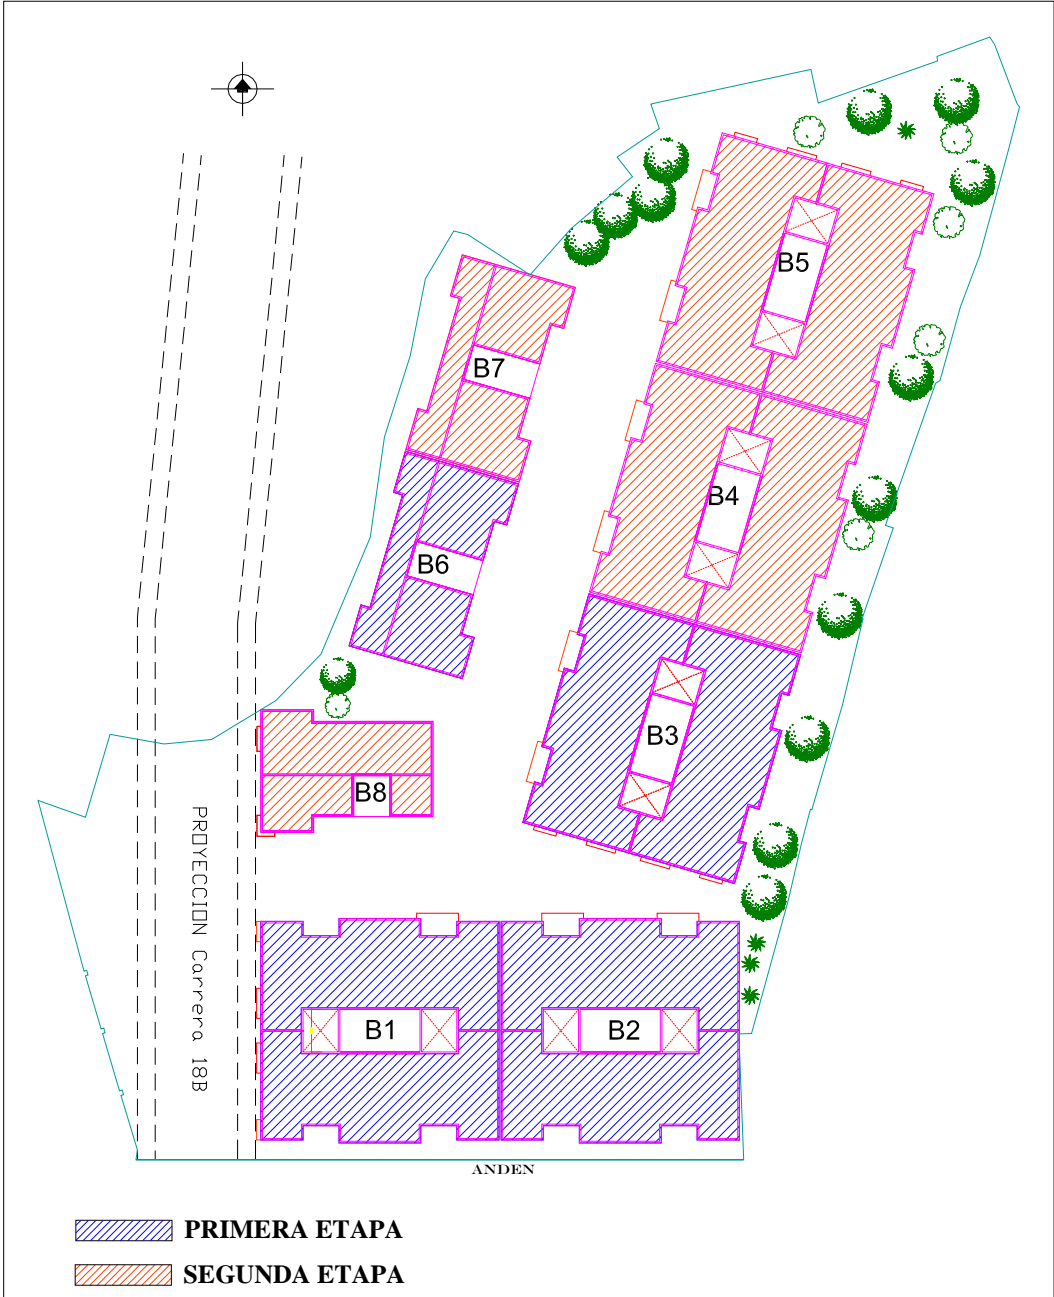 B5
B7
B4
B6
B3
B8
PROYECCION Carrera 18B
B1
B2
ANDEN
PRIMERA ETAPA
SEGUNDA ETAPA